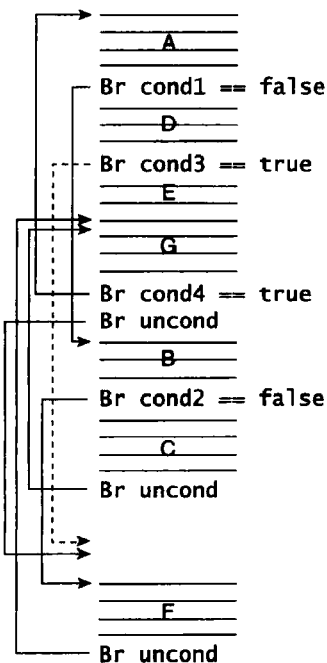 A
Br cond1 == false
D
Br cond3 == true
E
G
Br cond4 == true
Br uncond
B
Br cond2 == false
C
Br uncond
F
Br uncond